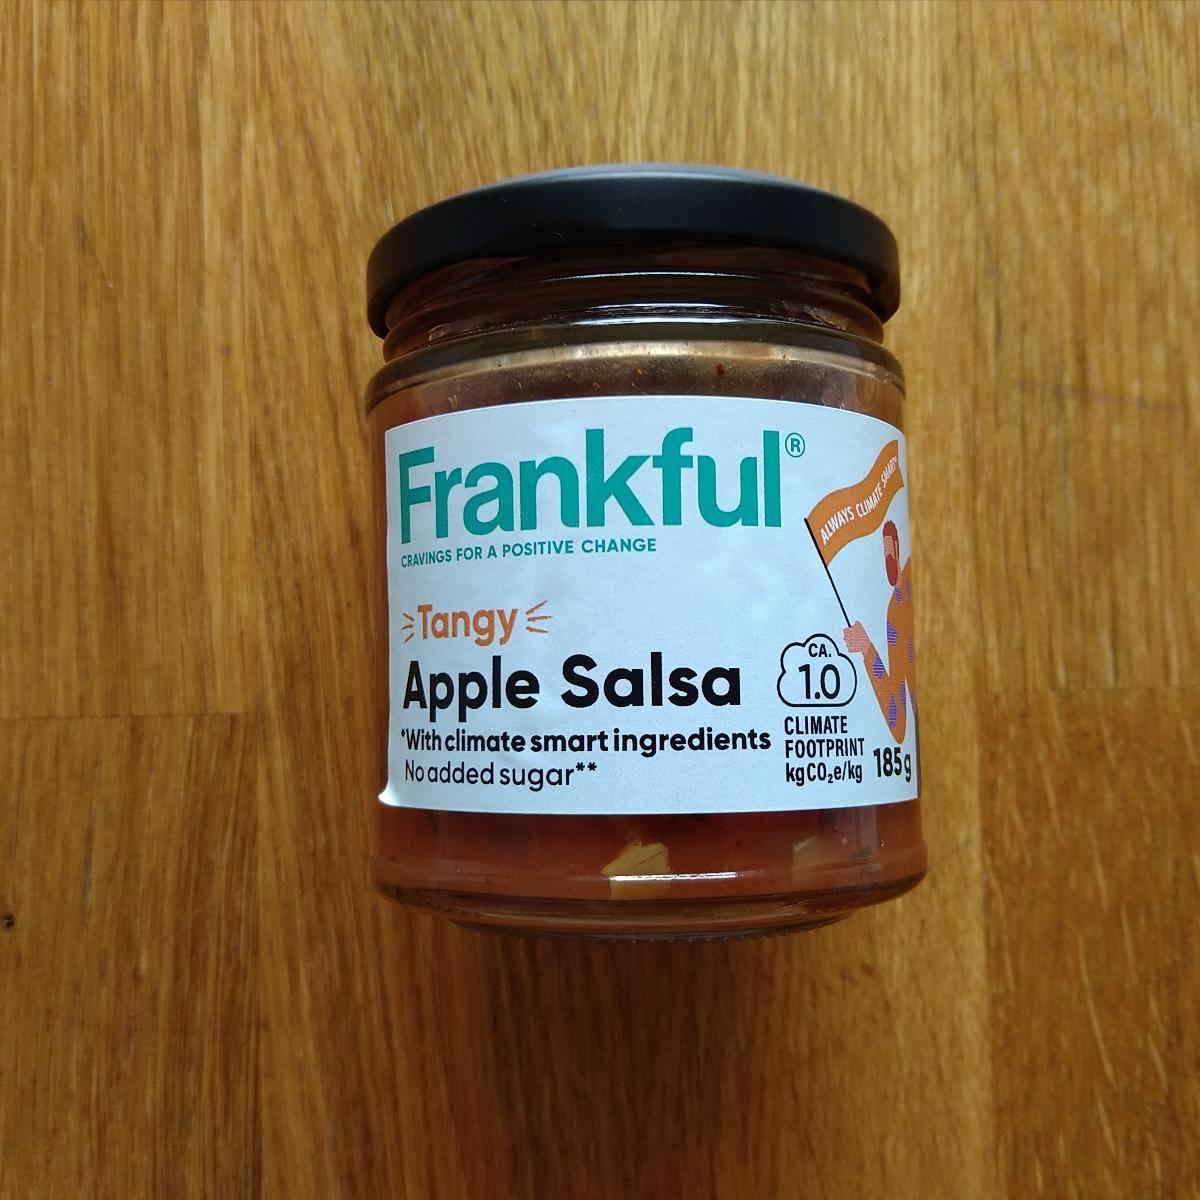 Frankful®
CRAVINGS FOR A POSITIVE CHANGE
ALWAYS CLIMATE SMART*
Tangy
Apple Salsa
*With climate smart ingredients
No added sugar**
CA.
1.0
CLIMATE
FOOTPRINT
kgCO₂e/kg
185g